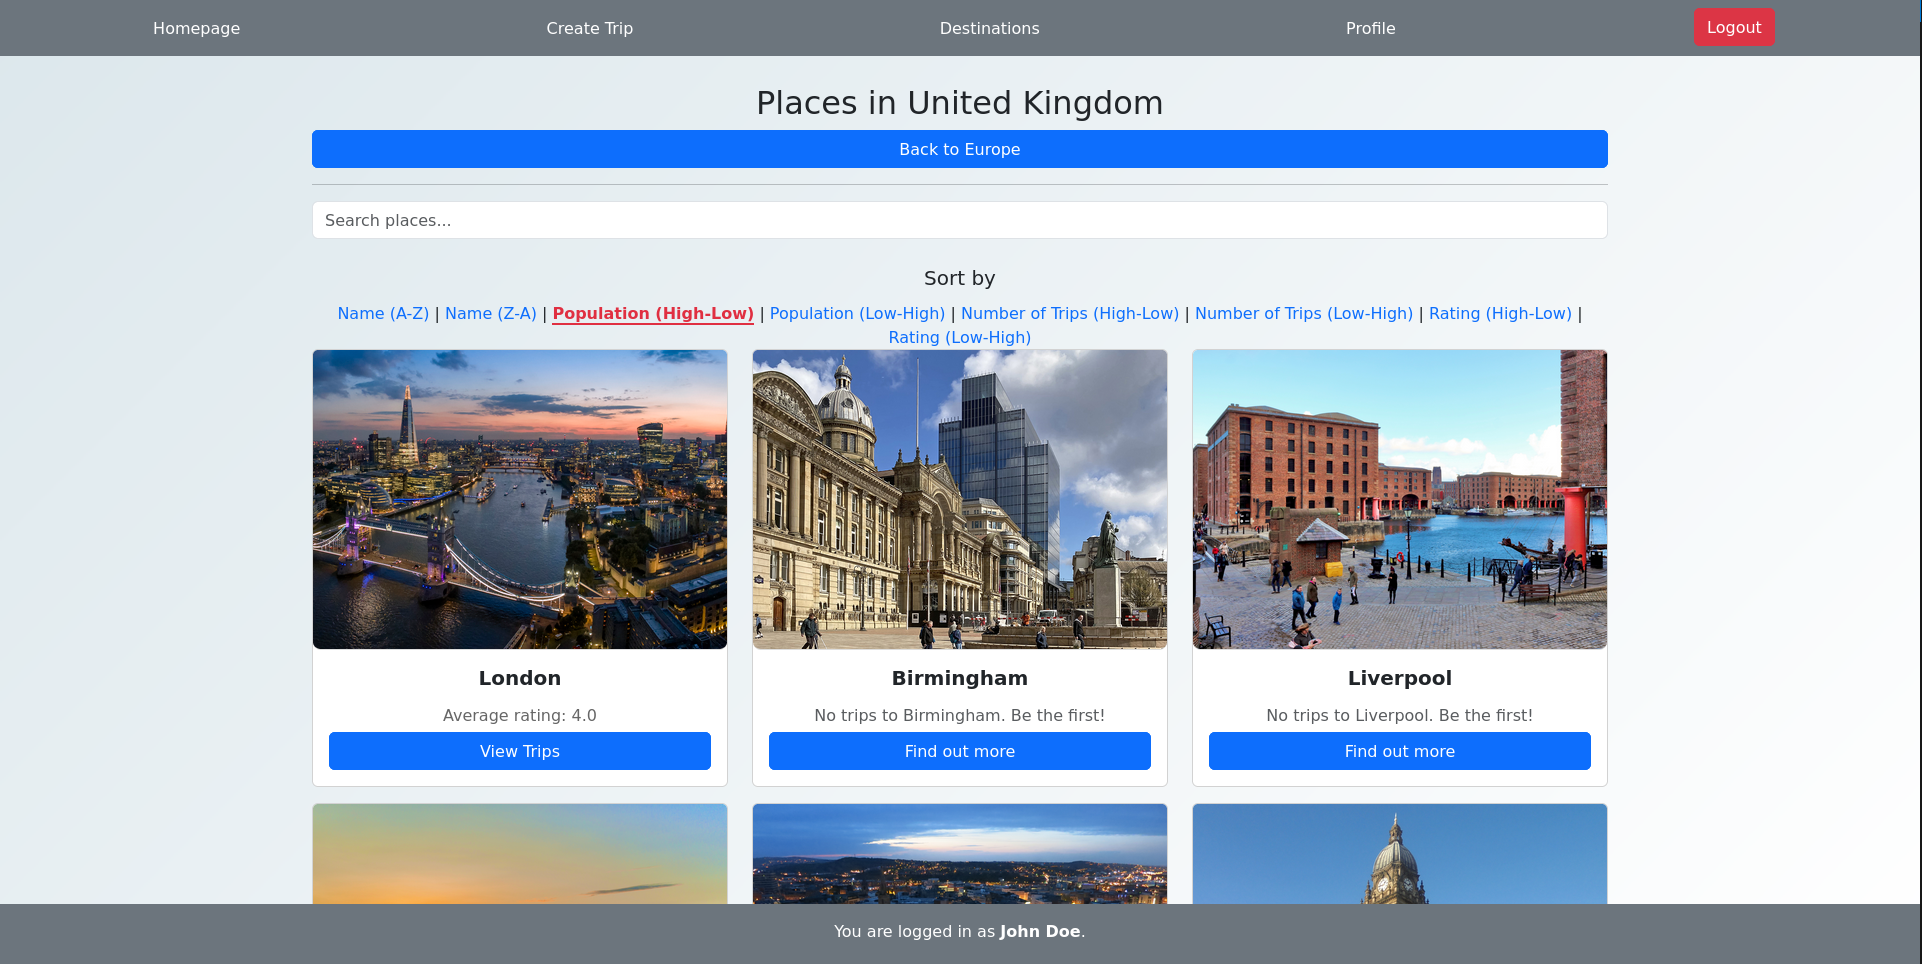 Homepage Create Trip Destinations Profile Logout
Places in United Kingdom
Back to Europe
Search places...
Sort by
Name (A-Z) | Name (Z-A) | Population (High-Low) | Population (Low-High) | Number of Trips (High-Low) | Number of Trips (Low-High) | Rating (High-Low) |
Rating (Low-High)
London
Average rating: 4.0
View Trips
Birmingham
No trips to Birmingham. Be the first!
Find out more
Liverpool
No trips to Liverpool. Be the first!
Find out more
You are logged in as John Doe.